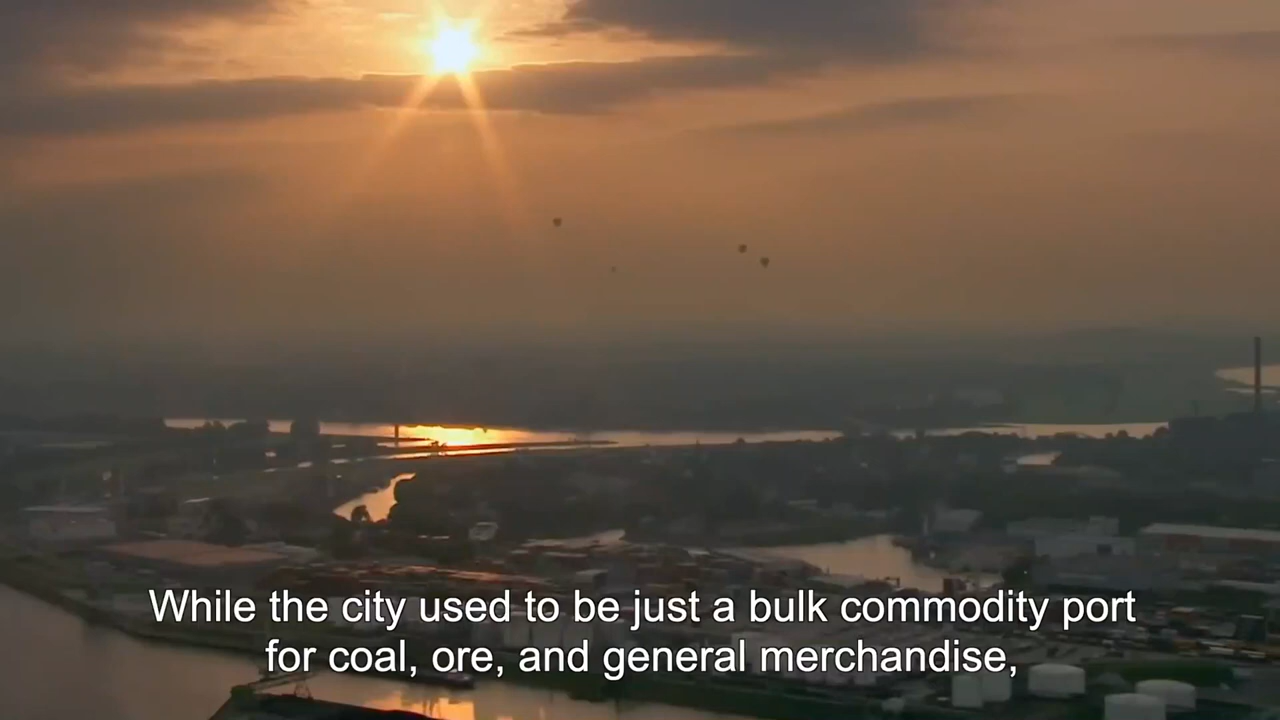 While the city used to be just a bulk commodity port
for coal, ore, and general merchandise,